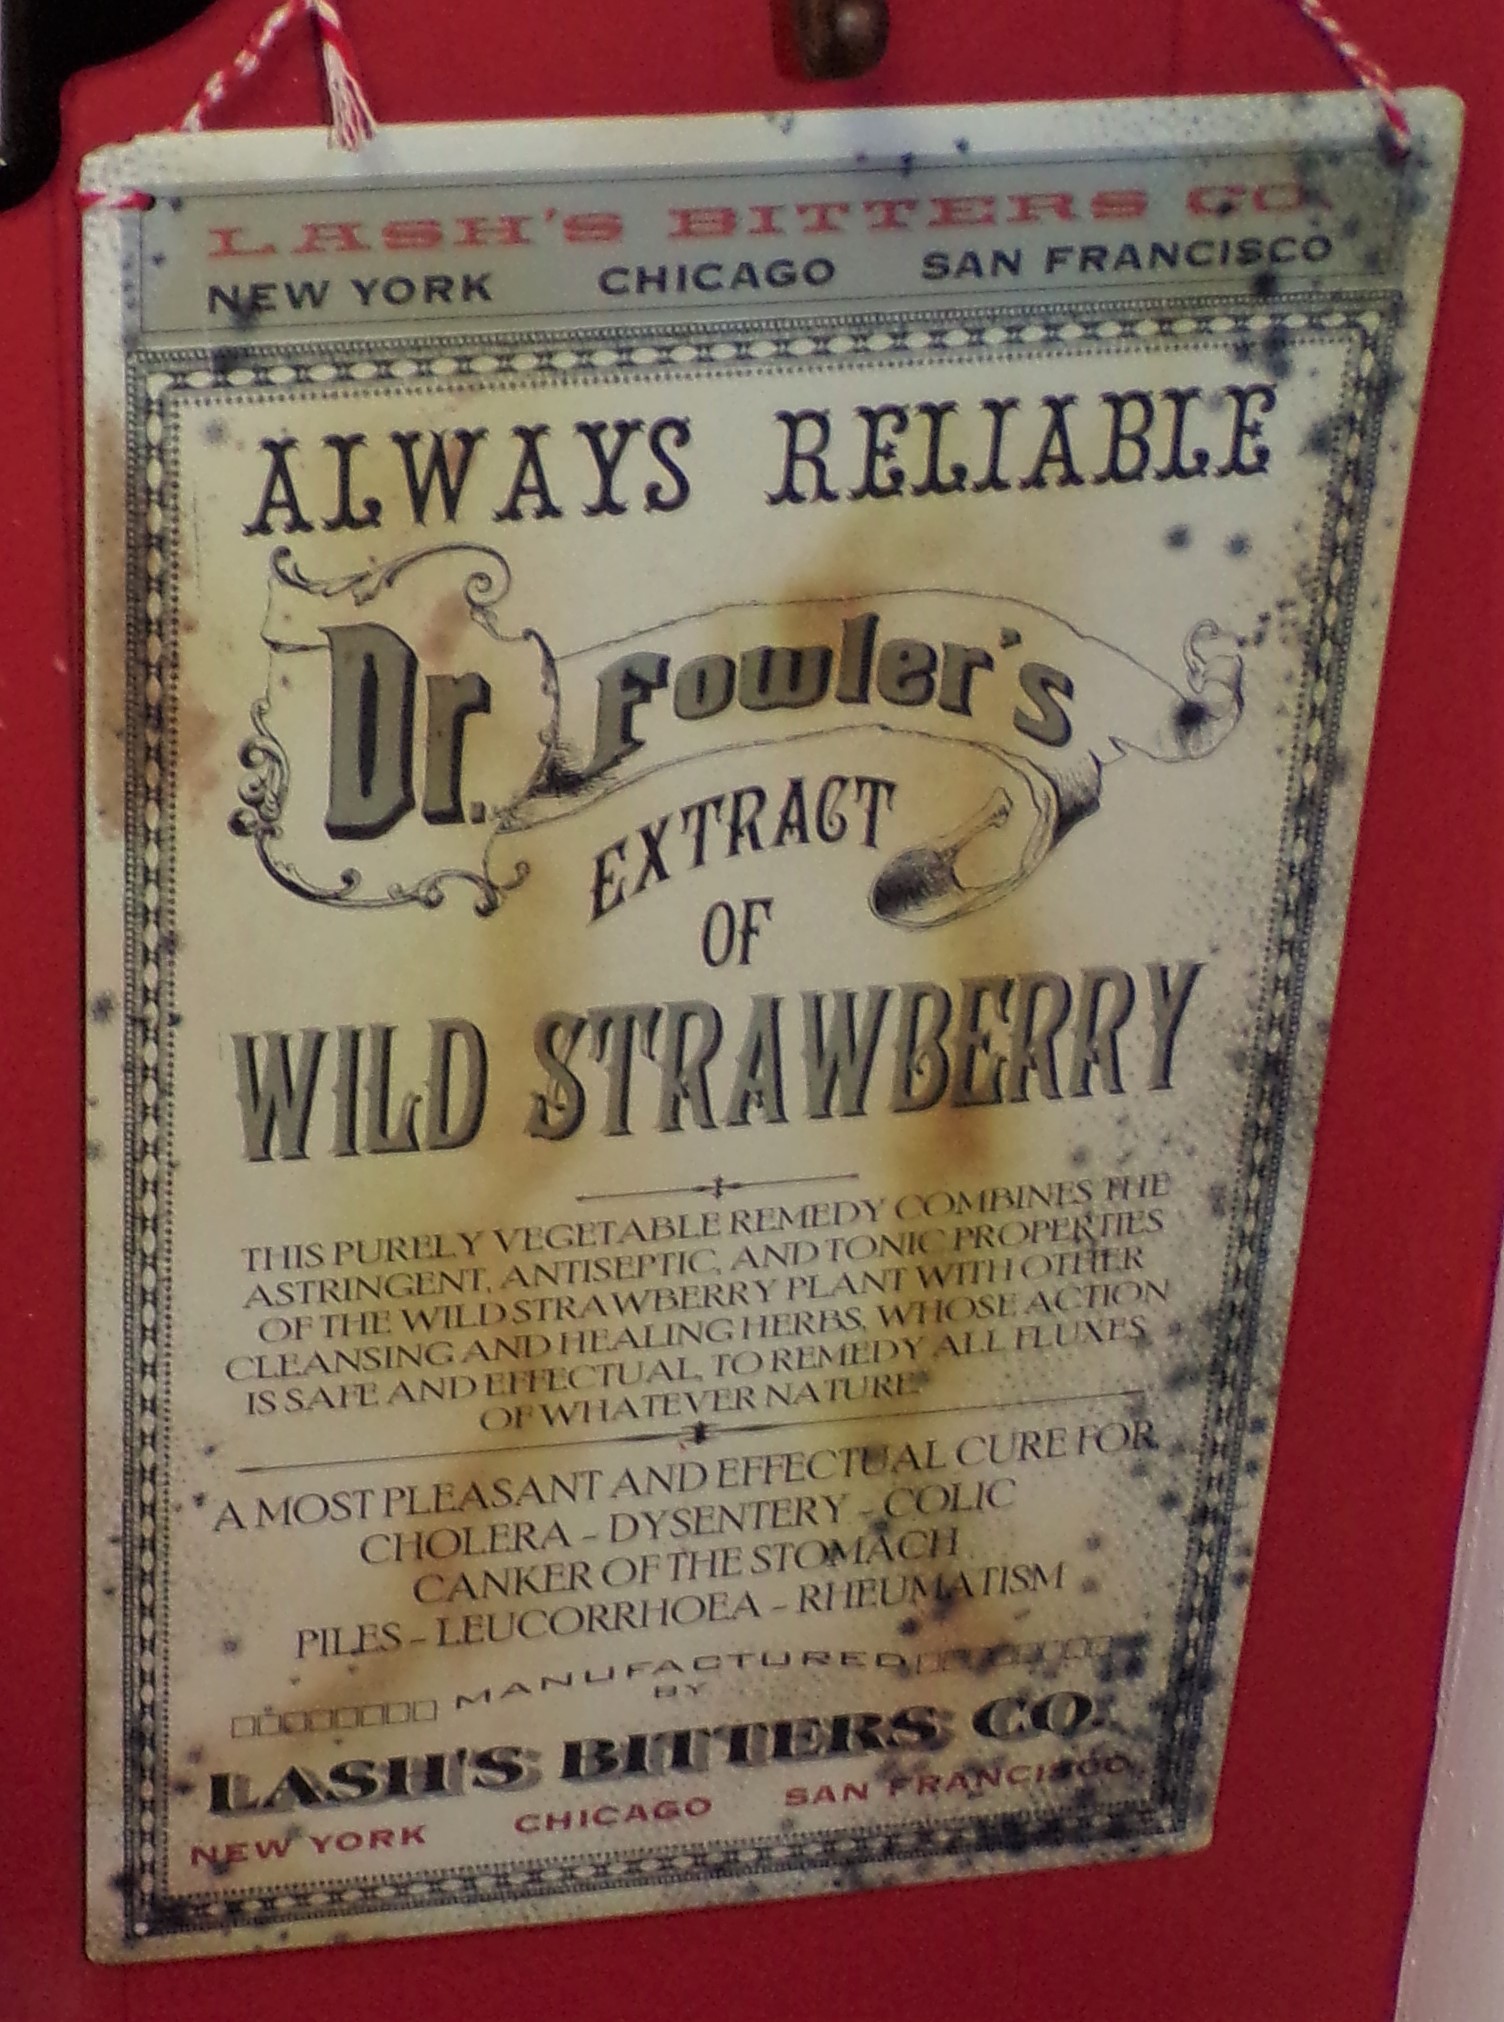 LASH'S BITTERS CO.
NEW YORK CHICAGO SAN FRANCISCO
ALWAYS RELIABLE
Dr. Fowler's
EXTRACT
OF
WILD STRAWBERRY
THIS PURELY VEGETABLE REMEDY COMBINES THE
ASTRINGENT, ANTISEPTIC, AND TONIC PROPERTIES
OF THE WILD STRAWBERRY PLANT WITH OTHER
CLEANSING AND HEALING HERBS, WHOSE ACTION
IS SAFE AND EFFECTUAL, TO REMEDY ALL FLUXES
OF WHATEVER NATURE
A MOST PLEASANT AND EFFECTUAL CURE FOR
CHOLERA - DYSENTERY - COLIC
CANKER OF THE STOMACH
PILES - LEUCORRHOEA - RHEUMATISM
MANUFACTURED
BY
LASH'S BITTERS CO.
NEW YORK CHICAGO SAN FRANCISCO